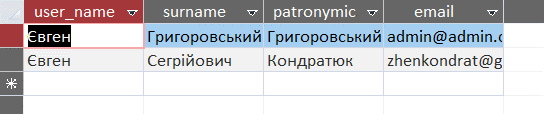 user_name surname patronymic email
Євген Григоровський Григоровський admin@admin.c
Євген Сегрійович Кондратюк zhenkondrat@g